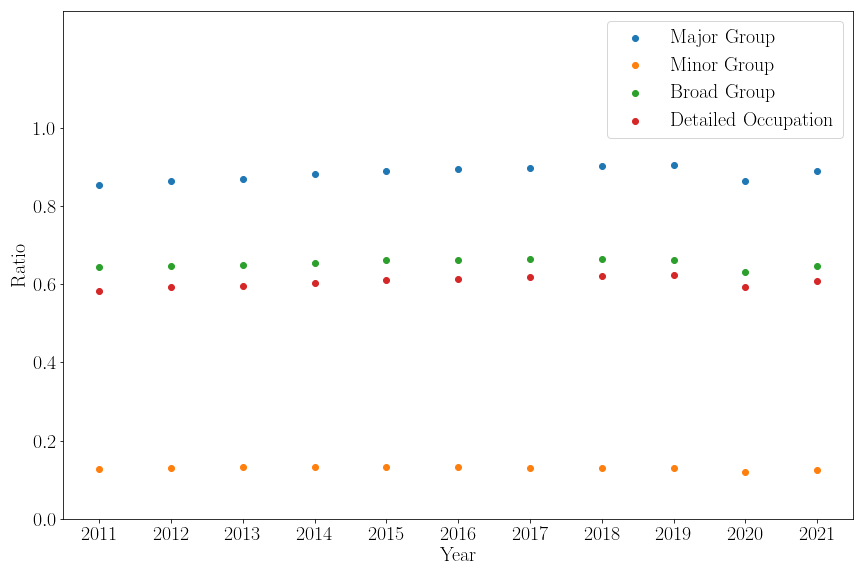 Major Group
Minor Group
Broad Group
Detailed Occupation
1.0
0.8
0.6
0.4
0.2
0.0
Ratio
2011 2012 2013 2014 2015 2016 2017 2018 2019 2020 2021
Year